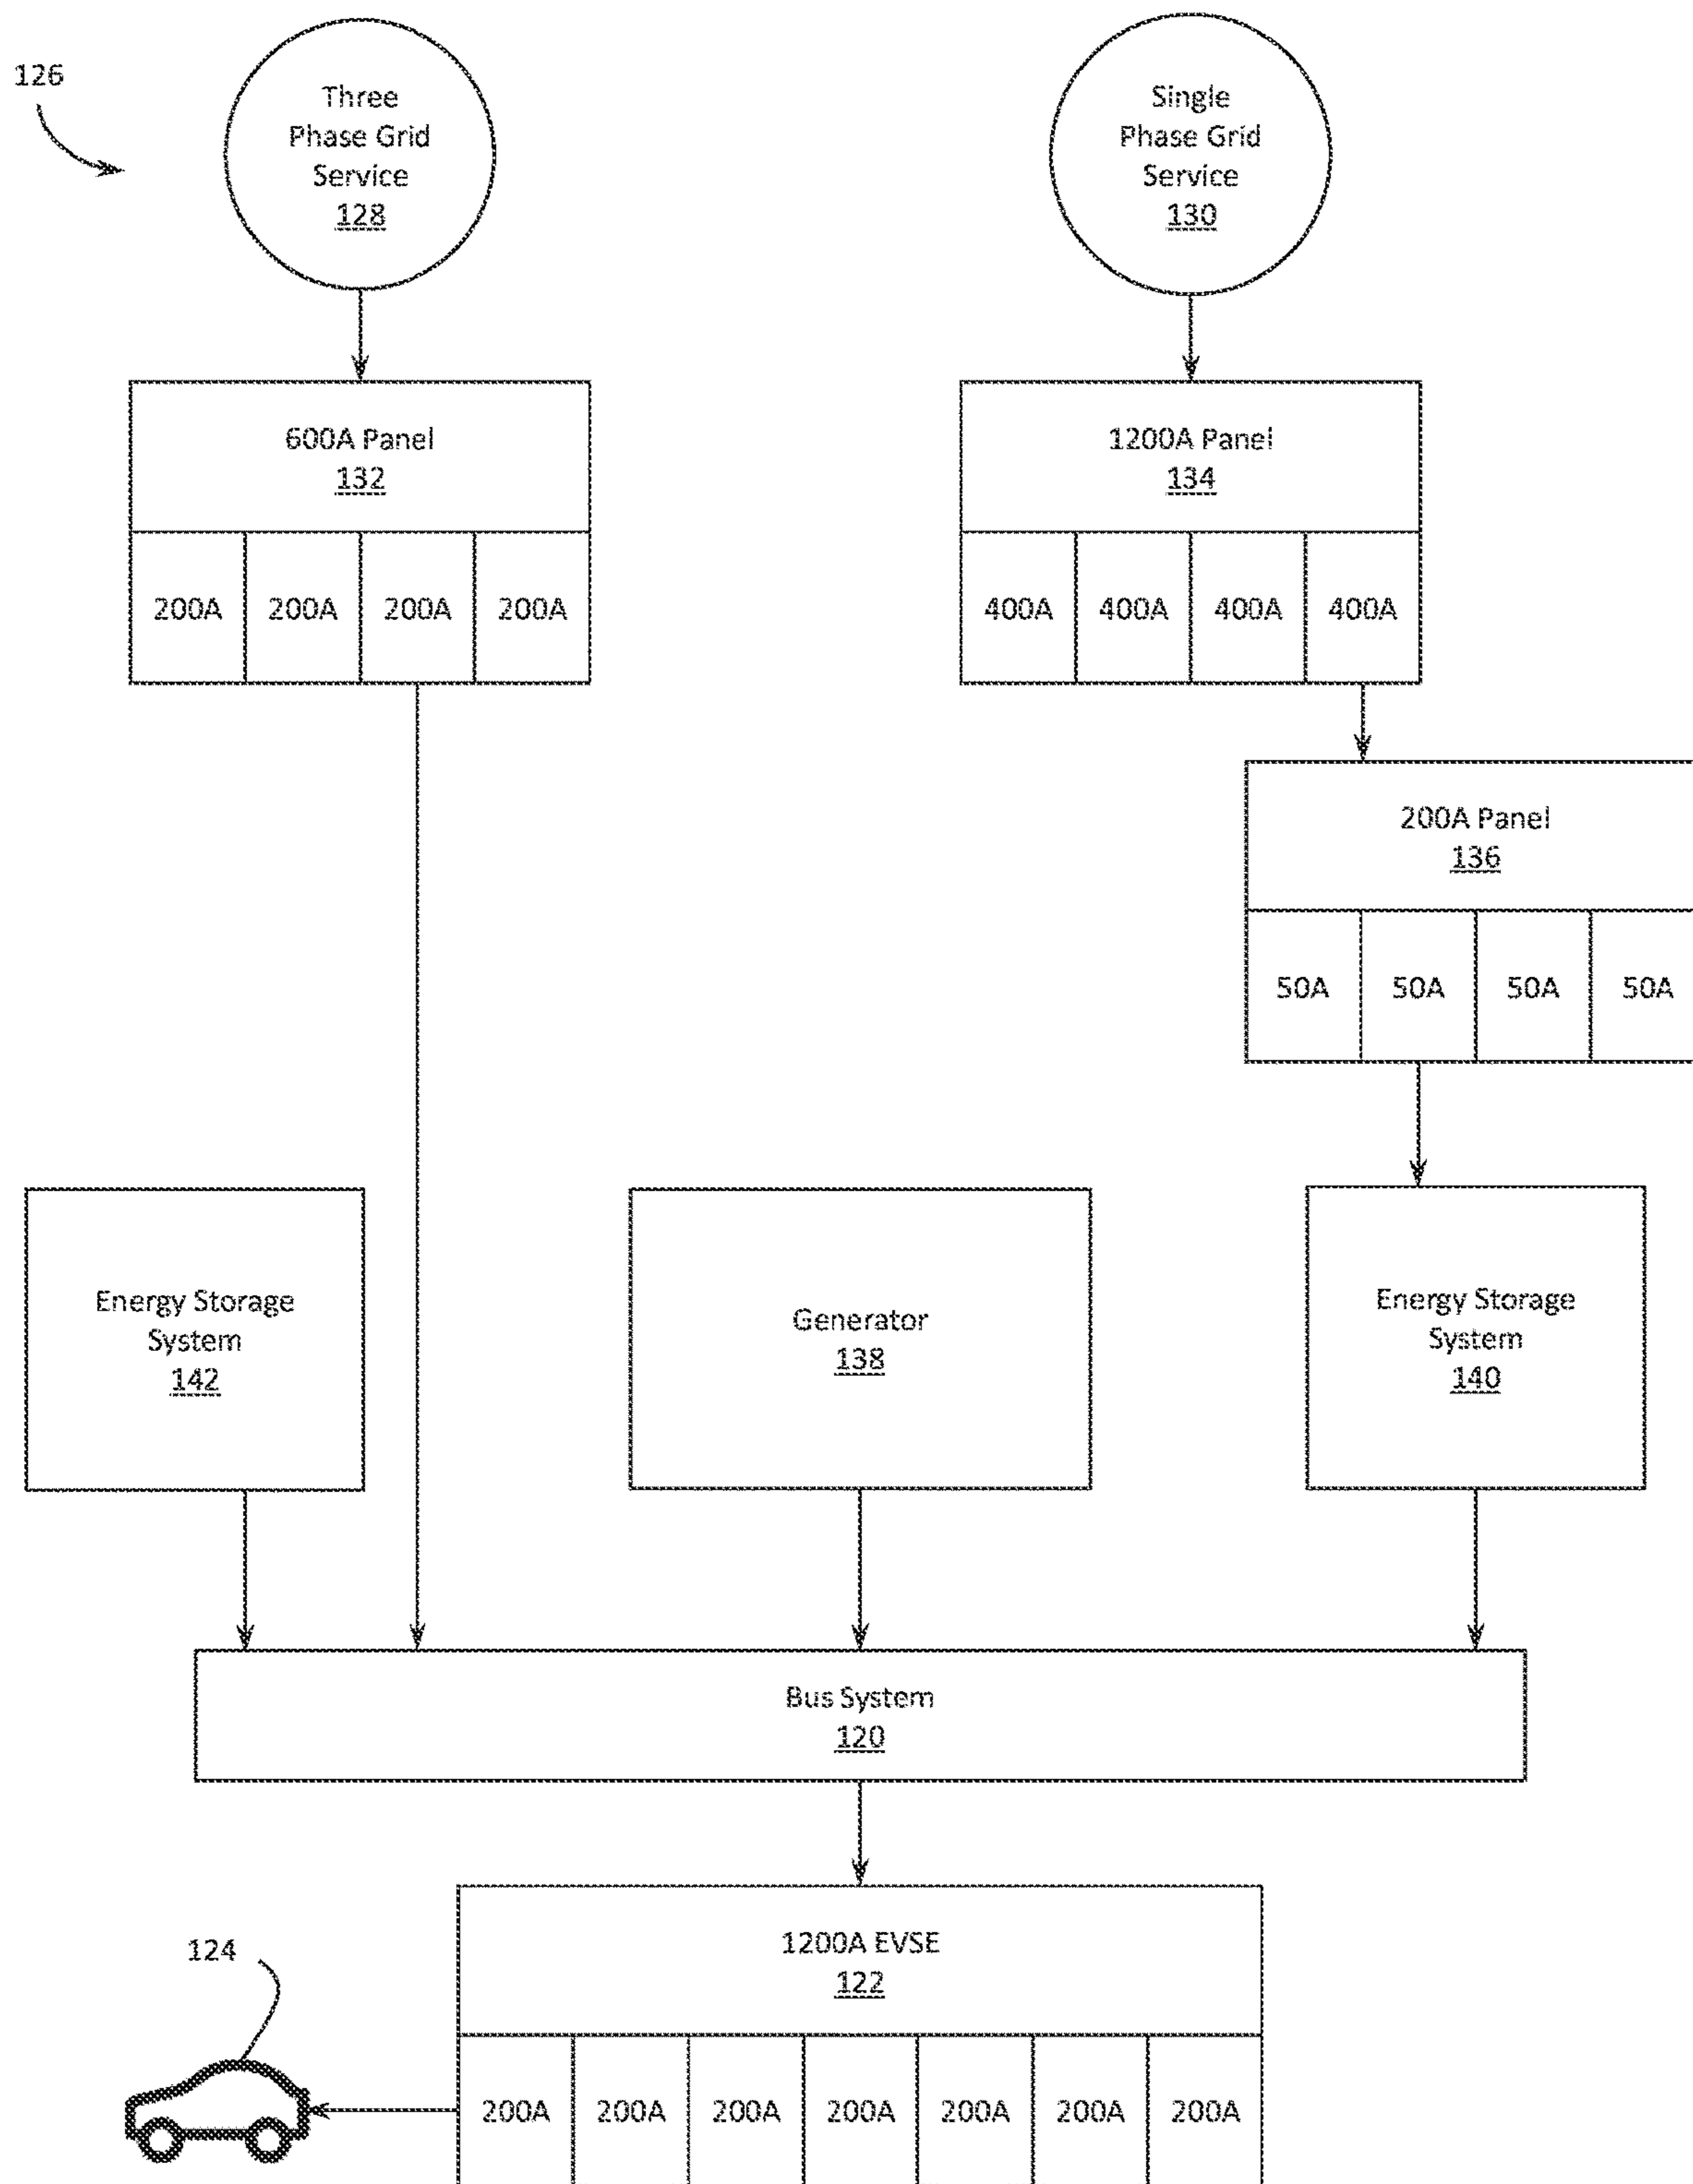 126
Three
Phase Grid
Service
128
Single
Phase Grid
Service
130
600A Panel
132
200A 200A 200A 200A
1200A Panel
134
400A 400A 400A 400A
200A Panel
136
50A 50A 50A 50A
Energy Storage
System
142
Generator
138
Energy Storage
System
140
Bus System
120
1200A EVSE
122
124
200A 200A 200A 200A 200A 200A 200A